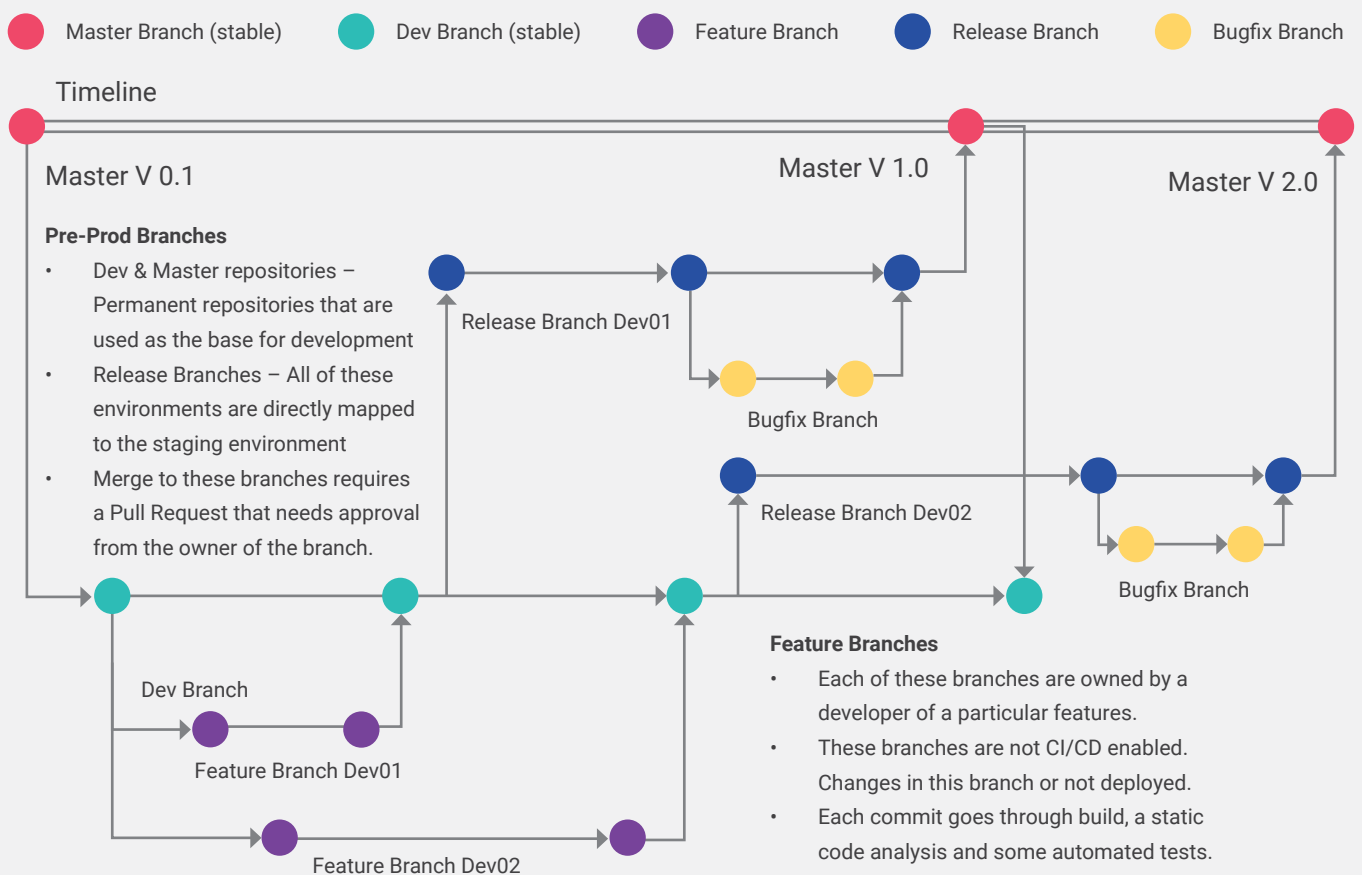 Master Branch (stable)
Dev Branch (stable)
Feature Branch
Release Branch
Bugfix Branch
Timeline
Master V 0.1
Master V 1.0
Master V 2.0
Pre-Prod Branches
• Dev & Master repositories –
Permanent repositories that are
used as the base for development
• Release Branches – All of these
environments are directly mapped
to the staging environment
• Merge to these branches requires
a Pull Request that needs approval
from the owner of the branch.
Release Branch Dev01
Bugfix Branch
Release Branch Dev02
Bugfix Branch
Dev Branch
Feature Branch Dev01
Feature Branch Dev02
Feature Branches
• Each of these branches are owned by a
developer of a particular features.
• These branches are not CI/CD enabled.
Changes in this branch or not deployed.
• Each commit goes through build, a static
code analysis and some automated tests.